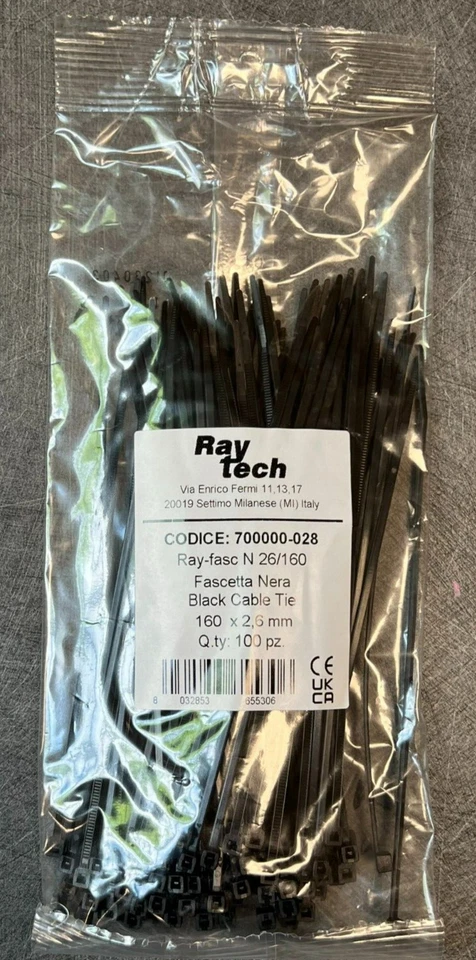 Ray
tech
Via Enrico Fermi 11,13,17
20019 Settimo Milanese (MI) Italy
CODICE: 700000-028
Ray-fasc N 26/160
Fascetta Nera
Black Cable Tie
160 x 2,6 mm
Q.ty: 100 pz.
CE
UK
CA
8 032853 655306